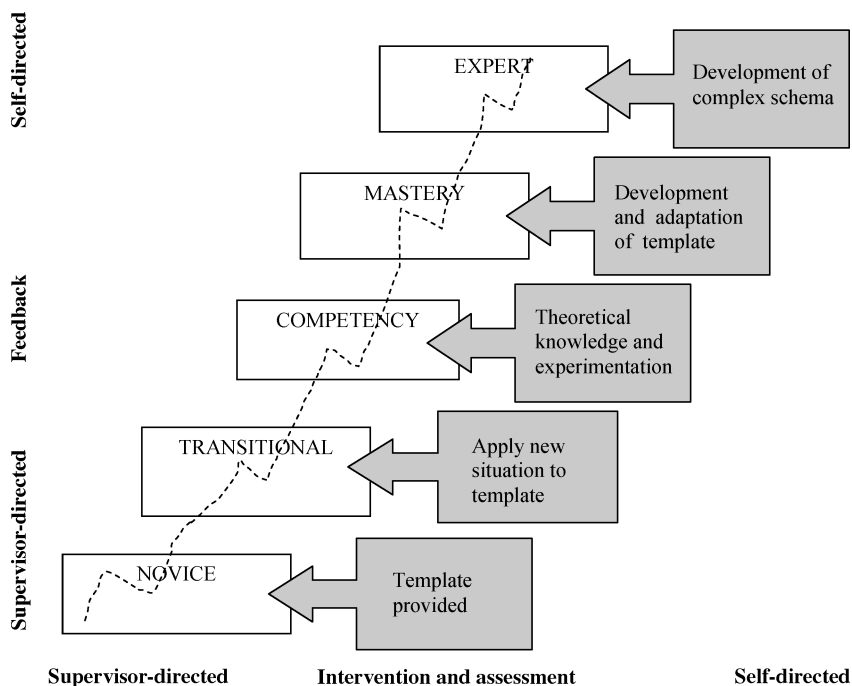 Self-directed
EXPERT
Development of
complex schema
MASTERY
Development
and adaptation
of template
Feedback
COMPETENCY
Theoretical
knowledge and
experimentation
Supervisor-directed
TRANSITIONAL
Apply new
situation to
template
NOVICE
Template
provided
Supervisor-directed
Intervention and assessment
Self-directed